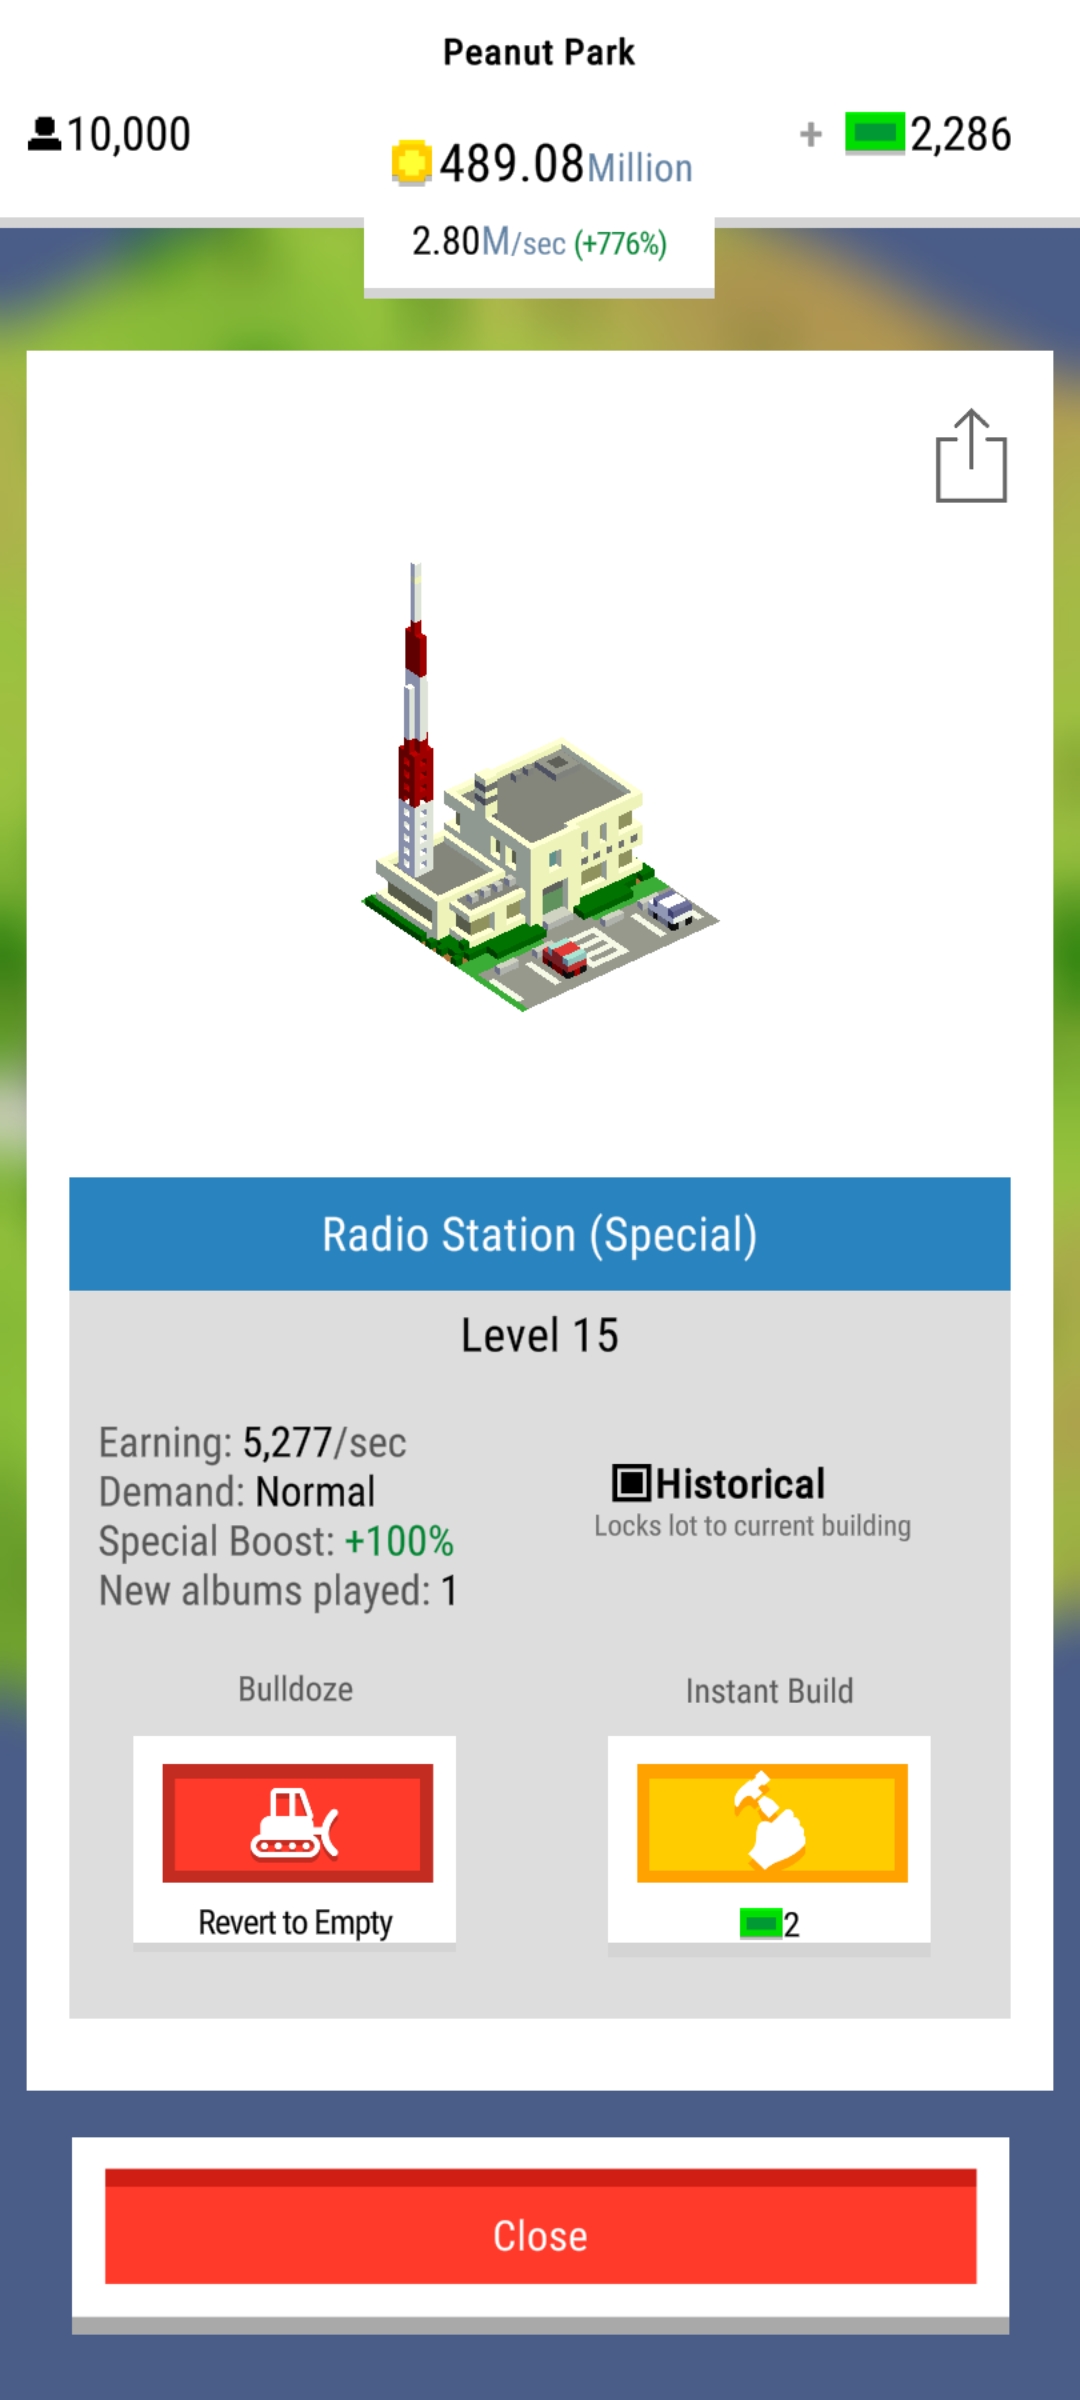 Peanut Park
10,000
+ 2,286
489.08Million
2.80M/sec (+776%)
Radio Station (Special)
Level 15
Earning: 5,277/sec
Demand: Normal
Special Boost: +100%
New albums played: 1
Historical
Locks lot to current building
Bulldoze
Revert to Empty
Instant Build
2
Close